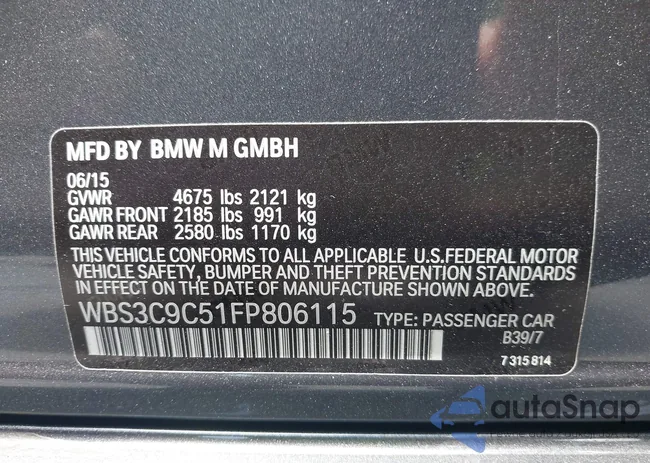 MFD BY BMW M GMBH
06/15
GVWR 4675 lbs 2121 kg
GAWR FRONT 2185 lbs 991 kg
GAWR REAR 2580 lbs 1170 kg
THIS VEHICLE CONFORMS TO ALL APPLICABLE U.S.FEDERAL MOTOR
VEHICLE SAFETY, BUMPER AND THEFT PREVENTION STANDARDS
IN EFFECT ON THE DATE OF MANUFACTURE SHOWN ABOVE.
WBS3C9C51FP806115 TYPE: PASSENGER CAR
B39/7
7 315 814
autoSnap